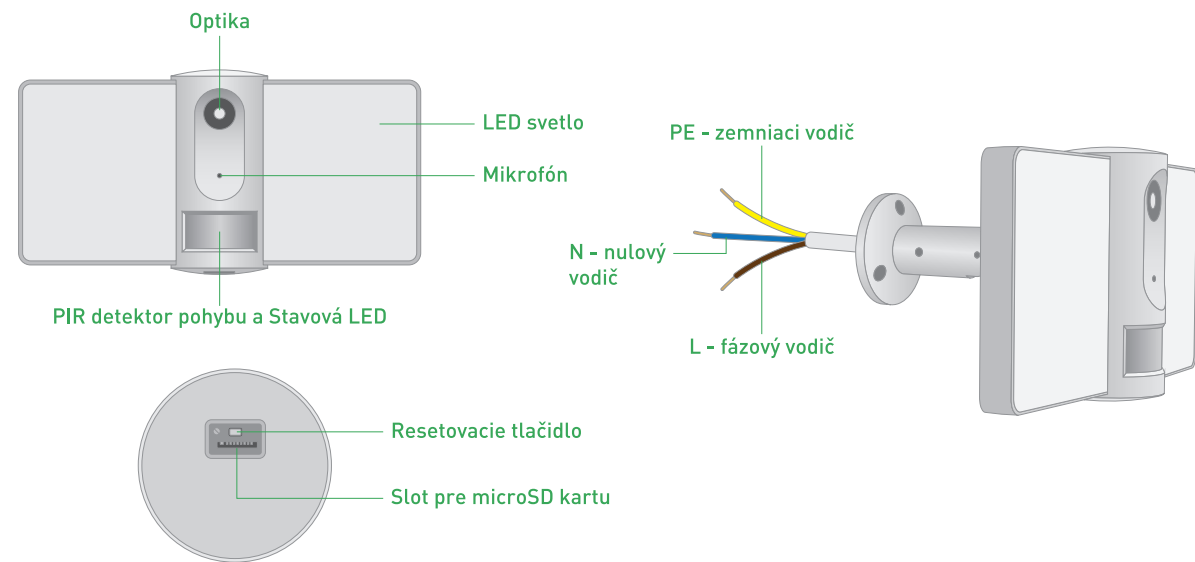 Optika
LED svetlo
Mikrofón
PIR detektor pohybu a Stavová LED
PE - zemniaci vodič
N - nulový
vodič
L - fázový vodič
Resetovacie tlačidlo
Slot pre microSD kartu